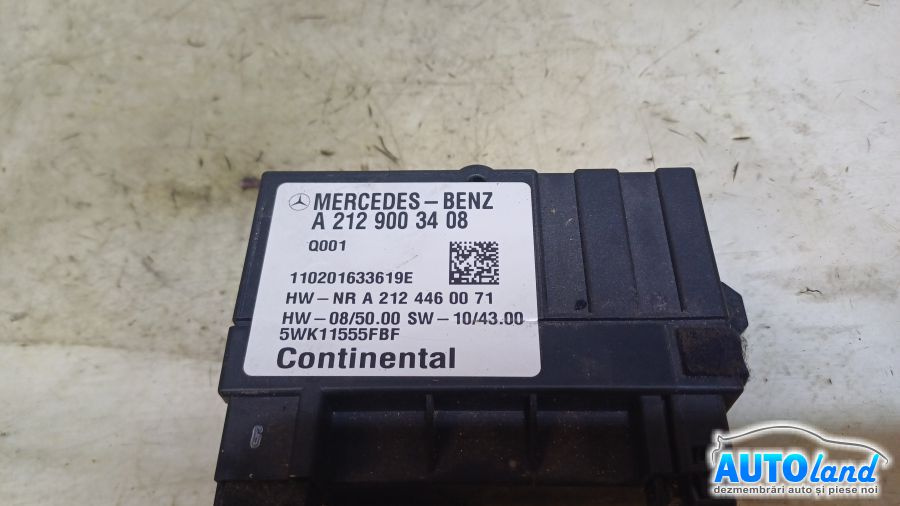 MERCEDES-BENZ
A 212 900 34 08
Q001
110201633619E
HW-NR A 212 446 00 71
HW-08/50.00 SW-10/43.00
5WK11555FBF
Continental
AUTOland
dezmembrări auto și piese noi